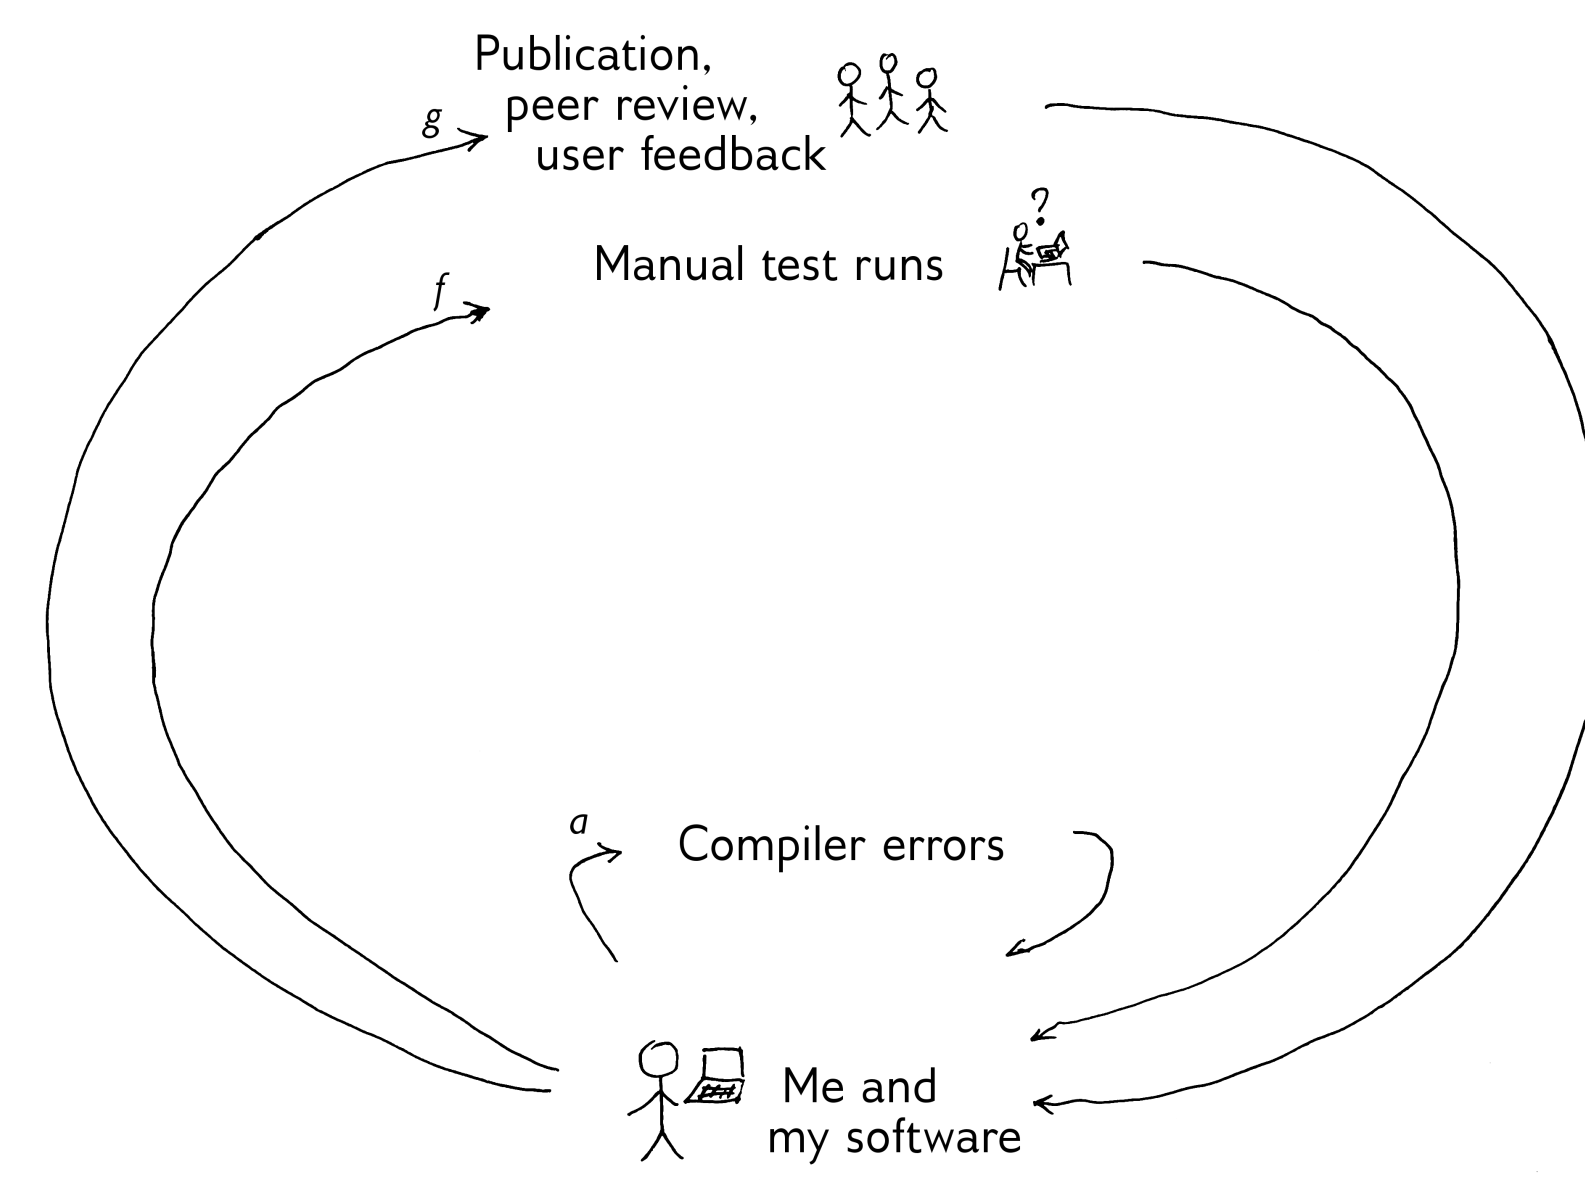 Publication,
peer review,
user feedback
g
?
Manual test runs
f
a
Compiler errors
Me and
my software